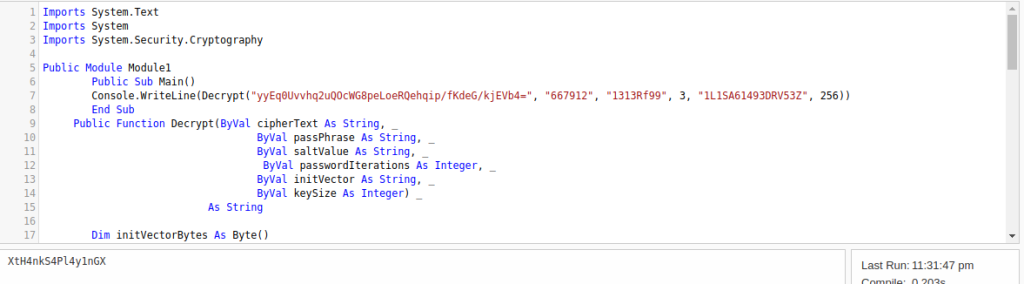 1 Imports System.Text
2 Imports System
3 Imports System.Security.Cryptography
4
5 Public Module Module1
6 Public Sub Main()
7 Console.WriteLine(Decrypt("yyEq0Uvvhq2uQOcWG8peLoeRQehqip/fKdeG/kjEVb4=", "667912", "1313Rf99", 3, "1L1SA61493DRV53Z", 256))
8 End Sub
9 Public Function Decrypt(ByVal cipherText As String, _
10 ByVal passPhrase As String, _
11 ByVal saltValue As String, _
12 ByVal passwordIterations As Integer, _
13 ByVal initVector As String, _
14 ByVal keySize As Integer) _
15 As String
16
17 Dim initVectorBytes As Byte()
XtH4nkS4Pl4y1nGX
Last Run: 11:31:47 pm
Compile: 0.203s